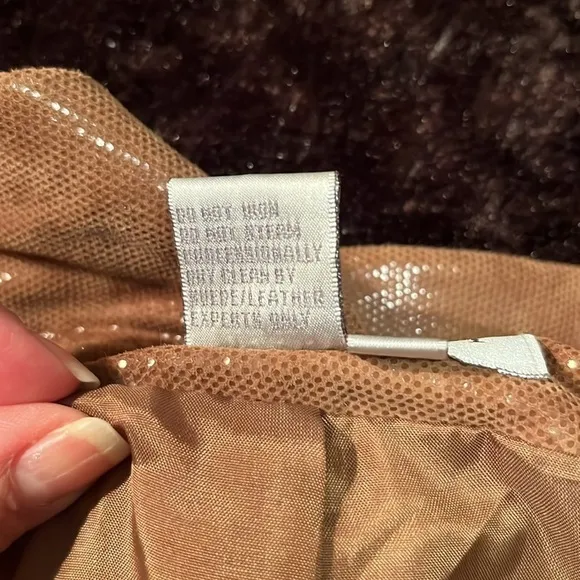 DO NOT IRON
DO NOT STEAM
PROFESSIONALLY
DRY CLEAN BY
SUEDE/LEATHER
EXPERTS ONLY